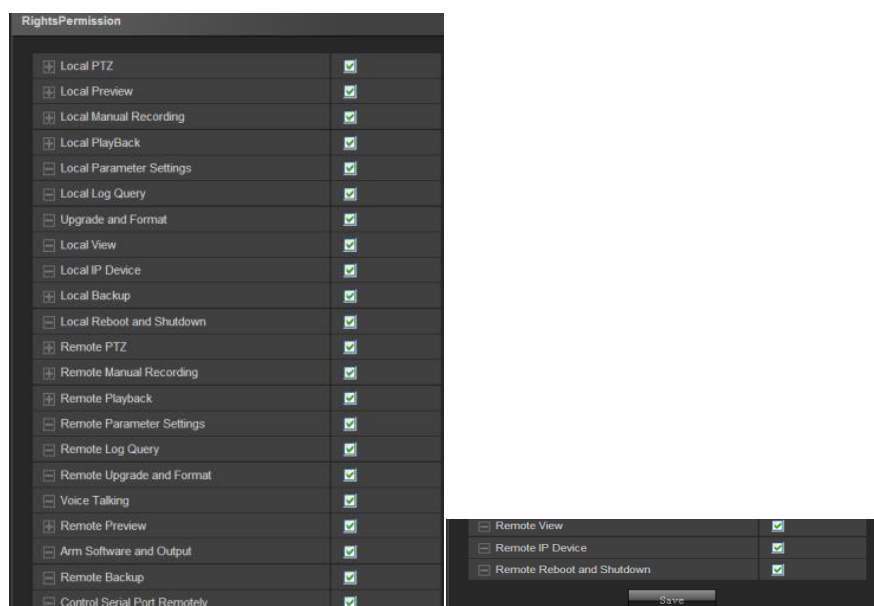 RightsPermission
Local PTZ
Local Preview
Local Manual Recording
Local PlayBack
Local Parameter Settings
Local Log Query
Upgrade and Format
Local View
Local IP Device
Local Backup
Local Reboot and Shutdown
Remote PTZ
Remote Manual Recording
Remote Playback
Remote Parameter Settings
Remote Log Query
Remote Upgrade and Format
Voice Talking
Remote Preview
Arm Software and Output
Remote Backup
Control Serial Port Remotely
Remote View
Remote IP Device
Remote Reboot and Shutdown
Save